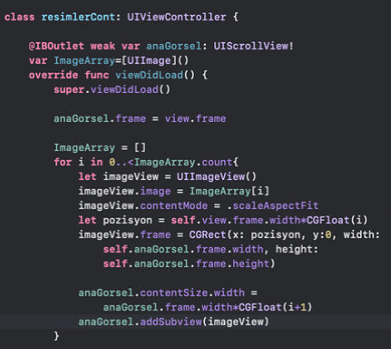 class resimlerCont: UIViewController {
@IBOutlet weak var anaGorsel: UIScrollView!
var ImageArray=[UIImage]()
override func viewDidLoad() {
super.viewDidLoad()
anaGorsel.frame = view.frame
ImageArray = []
for i in 0..<ImageArray.count{
let imageView = UIImageView()
imageView.image = ImageArray[i]
imageView.contentMode = .scaleAspectFit
let pozisyon = self.view.frame.width*CGFloat(i)
imageView.frame = CGRect(x: pozisyon, y:0, width:
self.anaGorsel.frame.width, height:
self.anaGorsel.frame.height)
anaGorsel.contentSize.width =
anaGorsel.frame.width*CGFloat(i+1)
anaGorsel.addSubview(imageView)
}